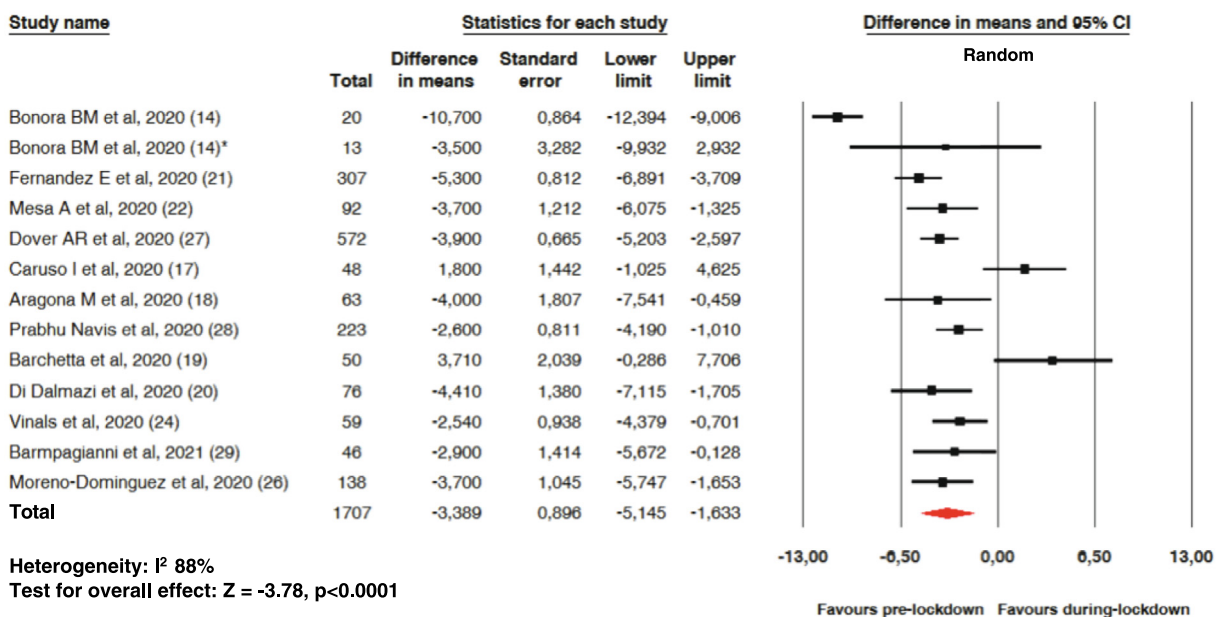 Study name Statistics for each study Difference in means and 95% CI
Difference Standard Lower Upper Random
Total in means error limit limit
Bonora BM et al, 2020 (14) 20 -10,700 0,864 -12,394 -9,006
Bonora BM et al, 2020 (14)* 13 -3,500 3,282 -9,932 2,932
Fernandez E et al, 2020 (21) 307 -5,300 0,812 -6,891 -3,709
Mesa A et al, 2020 (22) 92 -3,700 1,212 -6,075 -1,325
Dover AR et al, 2020 (27) 572 -3,900 0,665 -5,203 -2,597
Caruso I et al, 2020 (17) 48 1,800 1,442 -1,025 4,625
Aragona M et al, 2020 (18) 63 -4,000 1,807 -7,541 -0,459
Prabhu Navis et al, 2020 (28) 223 -2,600 0,811 -4,190 -1,010
Barchetta et al, 2020 (19) 50 3,710 2,039 -0,286 7,706
Di Dalmazi et al, 2020 (20) 76 -4,410 1,380 -7,115 -1,705
Vinals et al, 2020 (24) 59 -2,540 0,938 -4,379 -0,701
Barmpagianni et al, 2021 (29) 46 -2,900 1,414 -5,672 -0,128
Moreno-Dominguez et al, 2020 (26) 138 -3,700 1,045 -5,747 -1,653
Total 1707 -3,389 0,896 -5,145 -1,633
-13,00 -6,50 0,00 6,50 13,00
Heterogeneity: I² 88%
Test for overall effect: Z = -3.78, p<0.0001
Favours pre-lockdown Favours during-lockdown